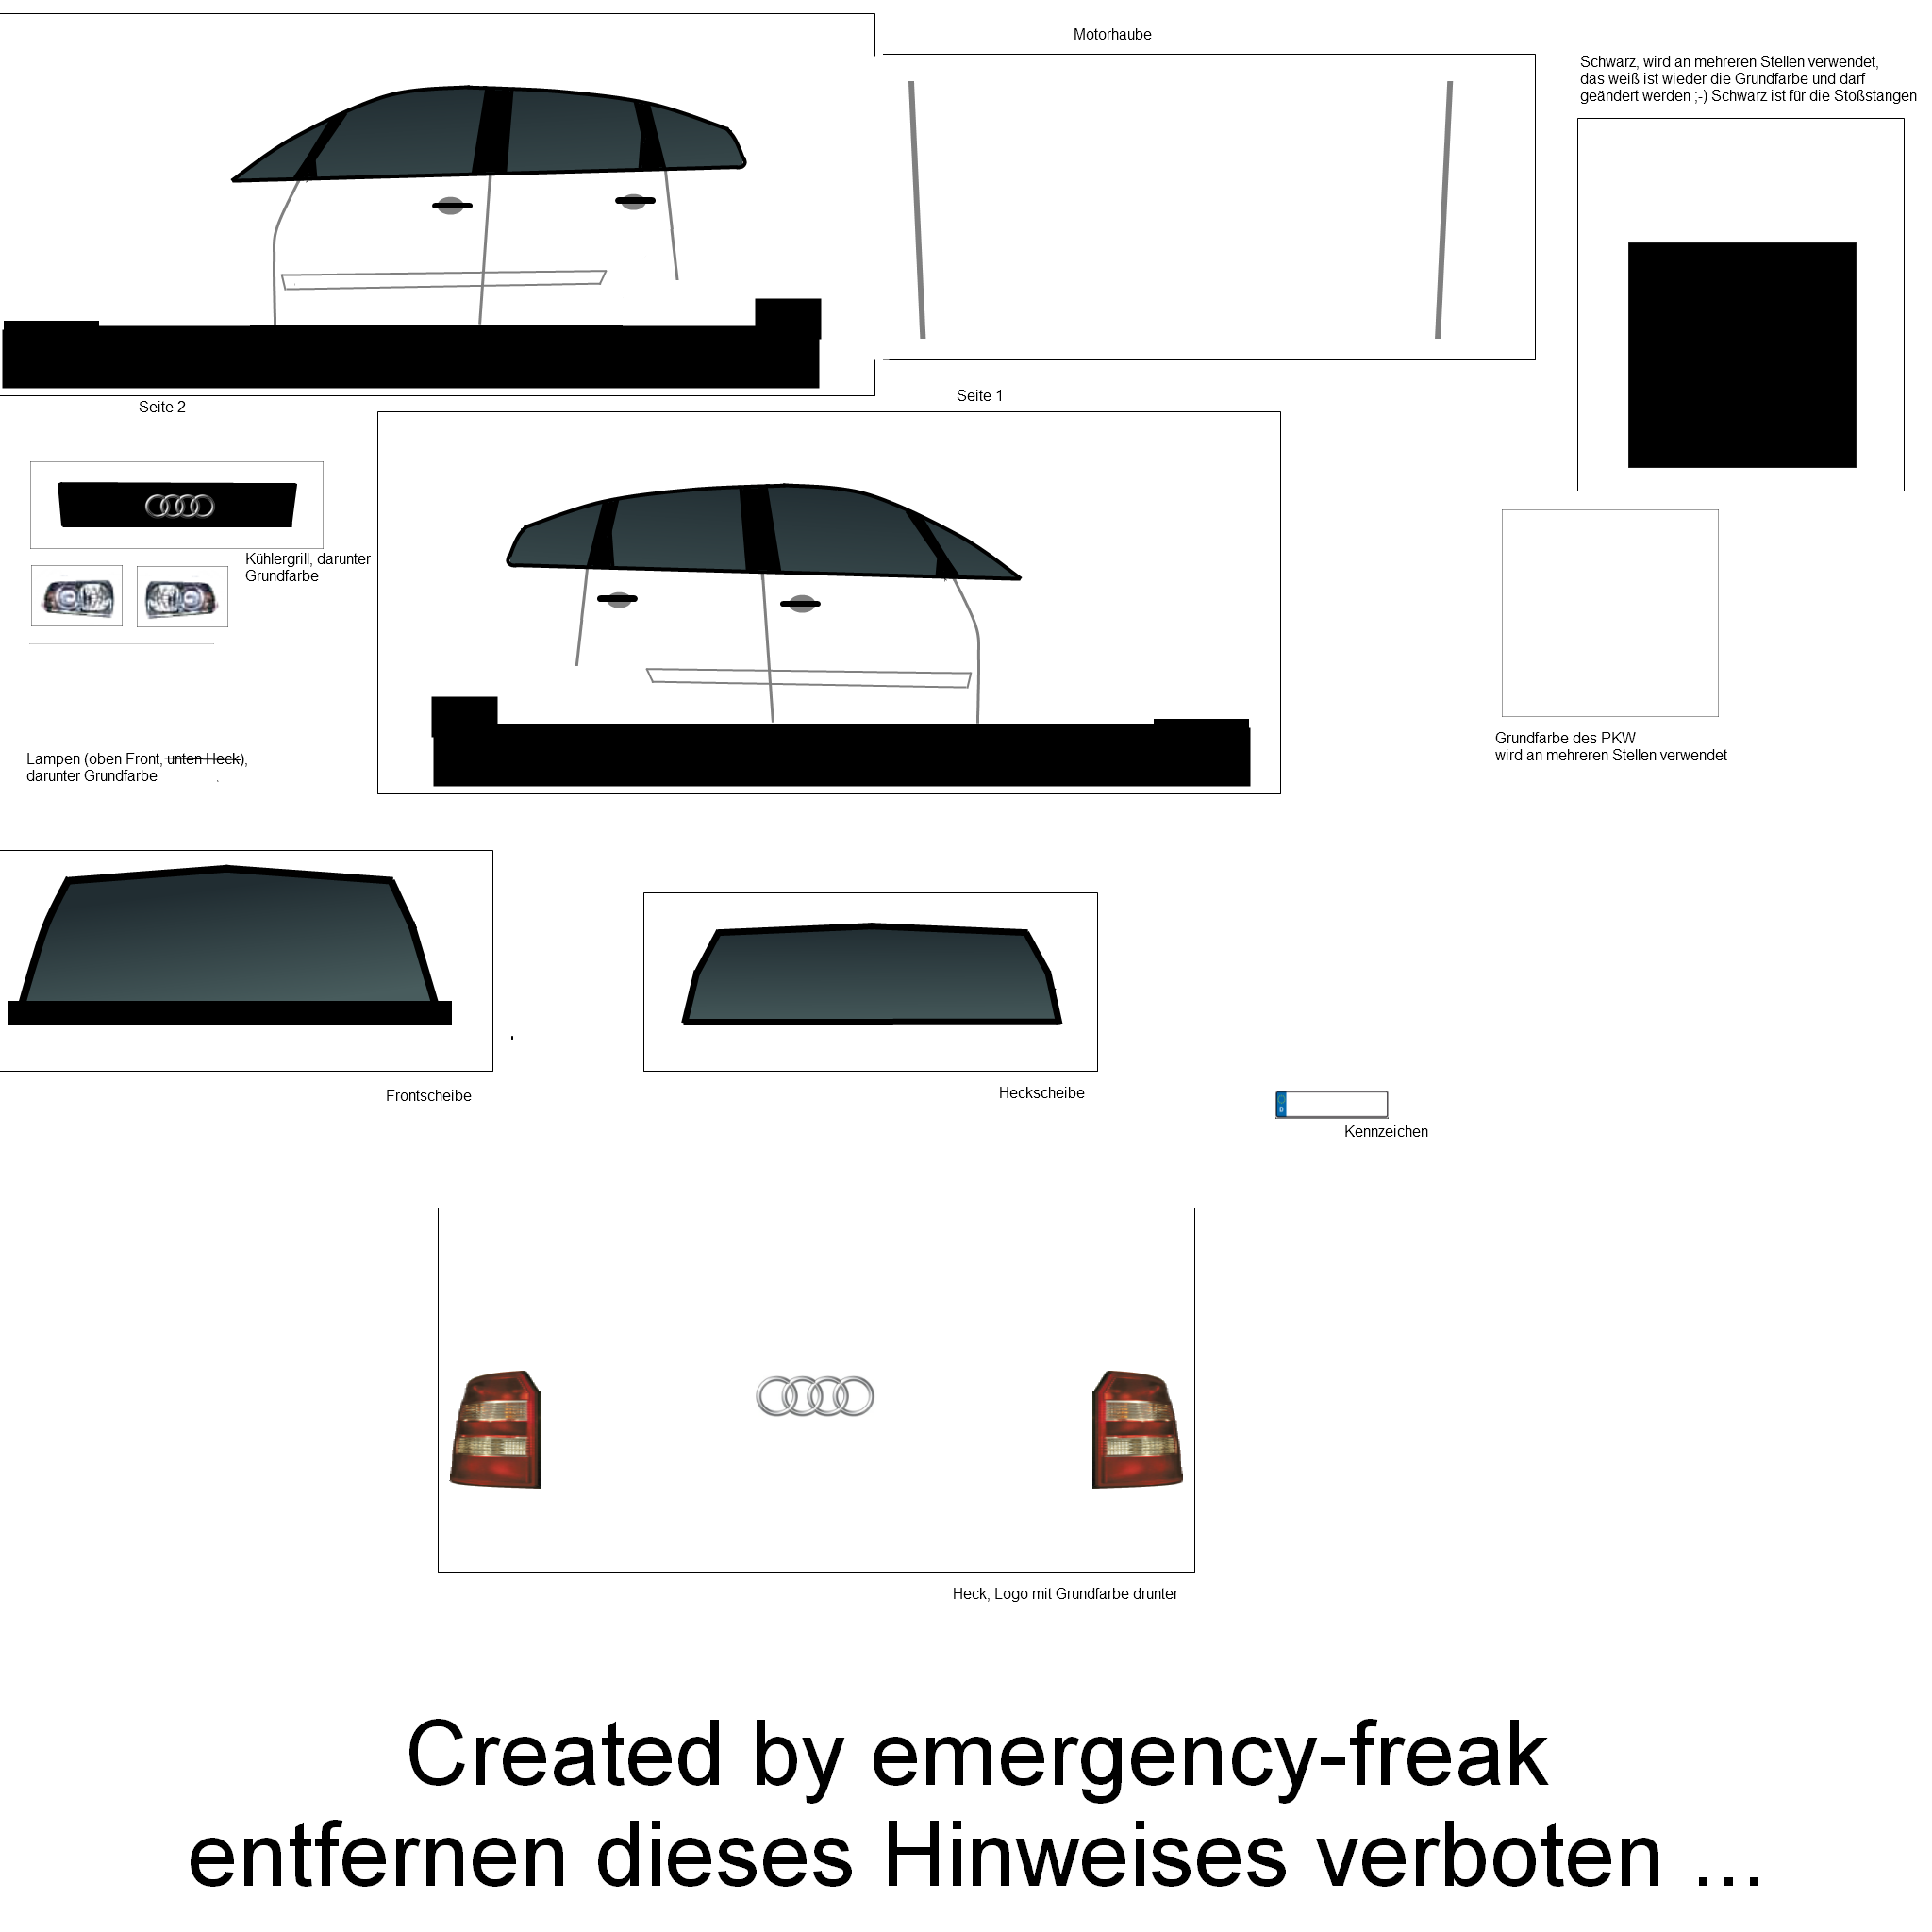 Motorhaube
Schwarz, wird an mehreren Stellen verwendet,
das weiß ist wieder die Grundfarbe und darf
geändert werden ;-) Schwarz ist für die Stoßstangen
Seite 2
Seite 1
Kühlergrill, darunter
Grundfarbe
Lampen (oben Front, unten Heck),
darunter Grundfarbe .
Grundfarbe des PKW
wird an mehreren Stellen verwendet
Frontscheibe
Heckscheibe
D
Kennzeichen
Heck, Logo mit Grundfarbe drunter
Created by emergency-freak
entfernen dieses Hinweises verboten ...